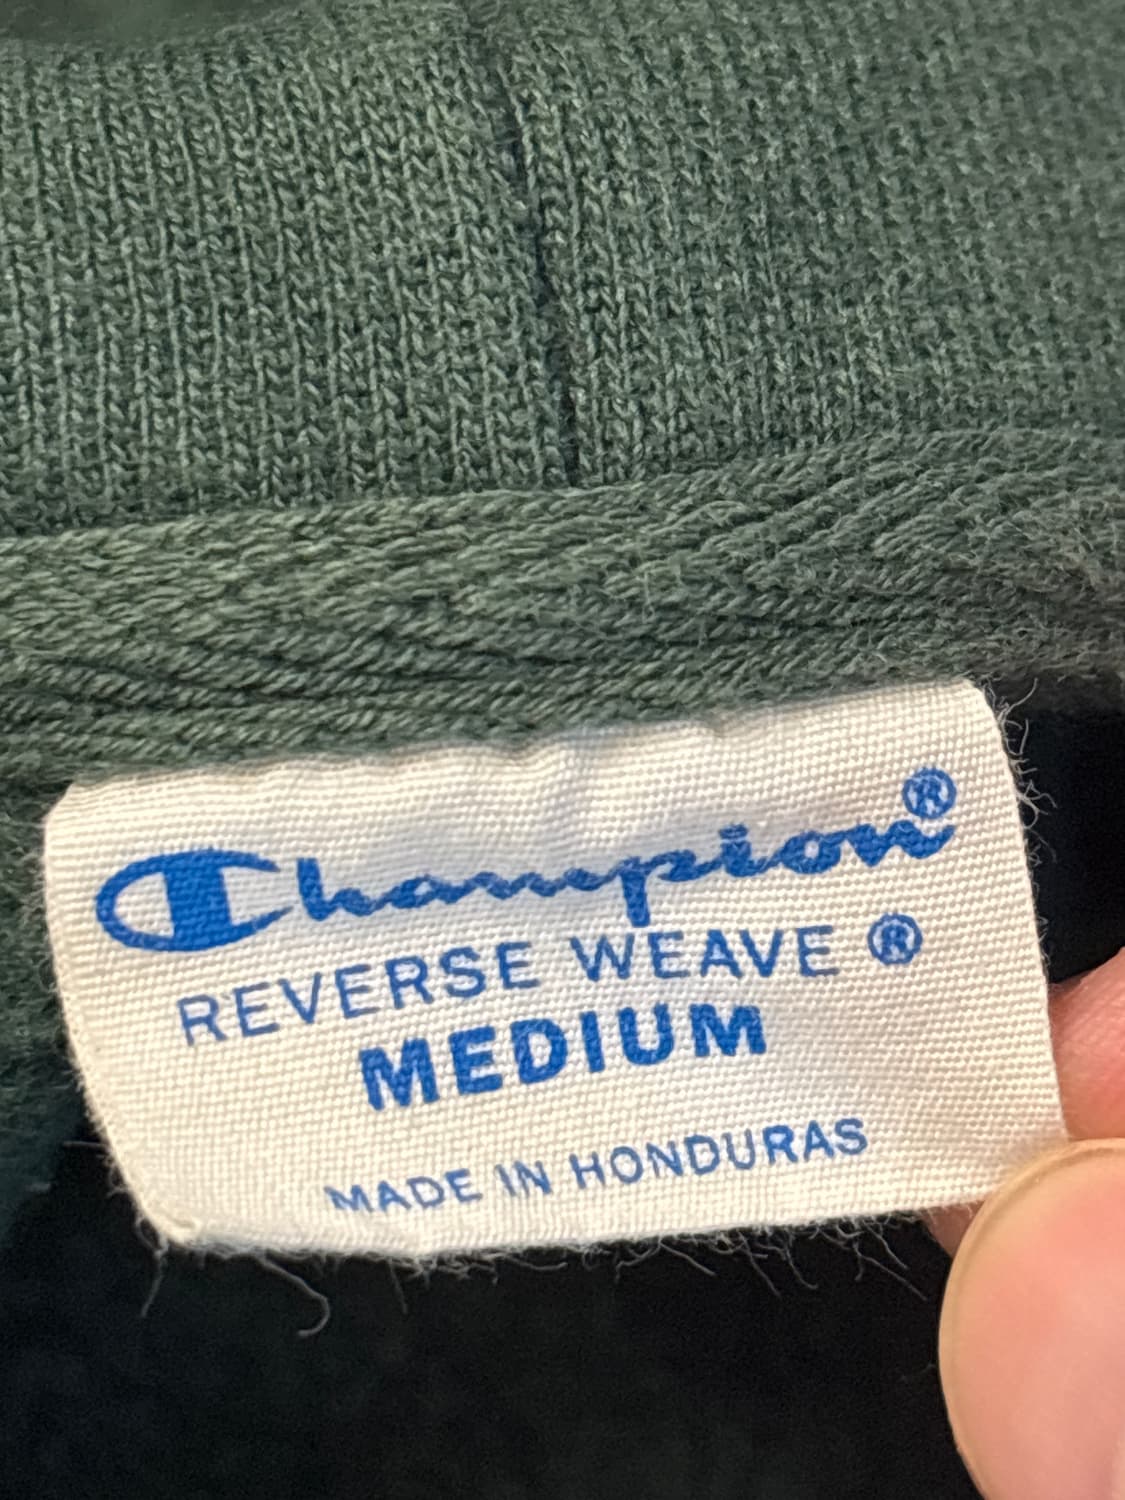 Champion®
REVERSE WEAVE ®
MEDIUM
MADE IN HONDURAS